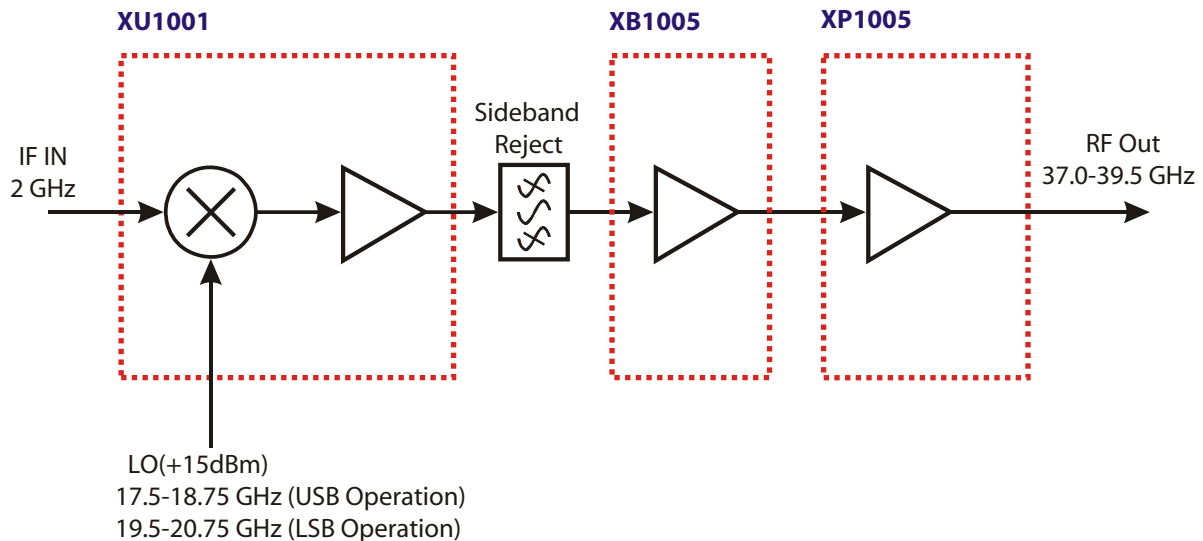 XU1001
XB1005
XP1005
Sideband
Reject
IF IN
2 GHz
RF Out
37.0-39.5 GHz
LO(+15dBm)
17.5-18.75 GHz (USB Operation)
19.5-20.75 GHz (LSB Operation)